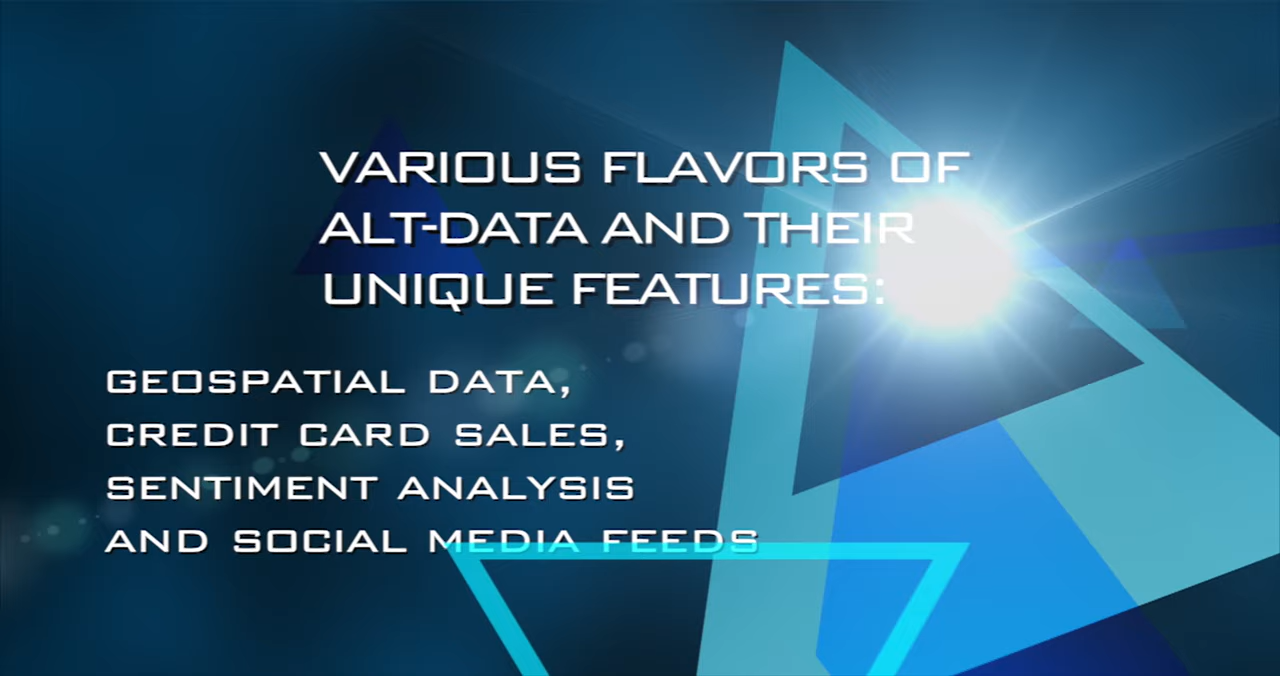 VARIOUS FLAVORS OF
ALT-DATA AND THEIR
UNIQUE FEATURES:
GEOSPATIAL DATA,
CREDIT CARD SALES,
SENTIMENT ANALYSIS
AND SOCIAL MEDIA FEEDS